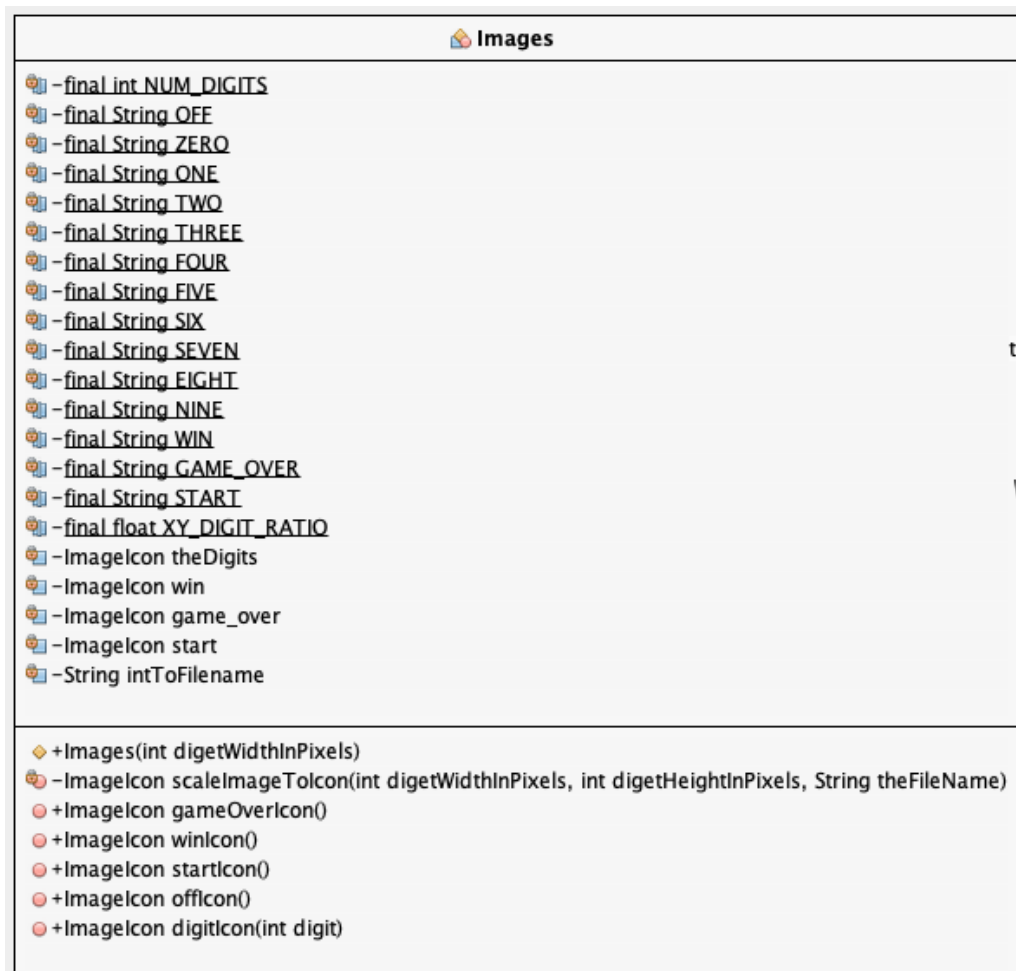 Images
-final int NUM_DIGITS
-final String OFF
-final String ZERO
-final String ONE
-final String TWO
-final String THREE
-final String FOUR
-final String FIVE
-final String SIX
-final String SEVEN
-final String EIGHT
-final String NINE
-final String WIN
-final String GAME_OVER
-final String START
-final float XY_DIGIT_RATIO
-ImageIcon theDigits
-ImageIcon win
-ImageIcon game_over
-ImageIcon start
-String intToFilename
+Images(int digetWidthInPixels)
-ImageIcon scaleImageToIcon(int digetWidthInPixels, int digetHeightInPixels, String theFileName)
+ImageIcon gameOverIcon()
+ImageIcon winIcon()
+ImageIcon startIcon()
+ImageIcon offIcon()
+ImageIcon digitIcon(int digit)